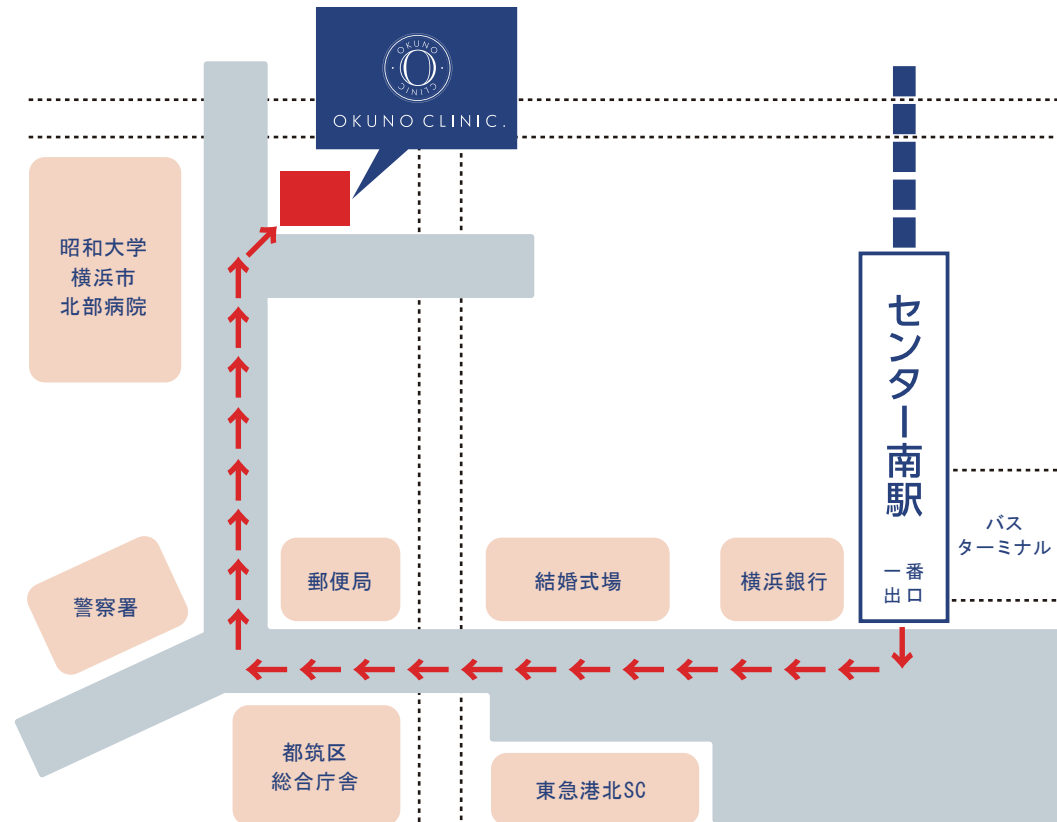 OKUNO
O
CLINIC
OKUNO CLINIC.
昭和大学
横浜市
北部病院
センター南駅
一番
出口
バス
ターミナル
郵便局
結婚式場
横浜銀行
警察署
都筑区
総合庁舎
東急港北SC